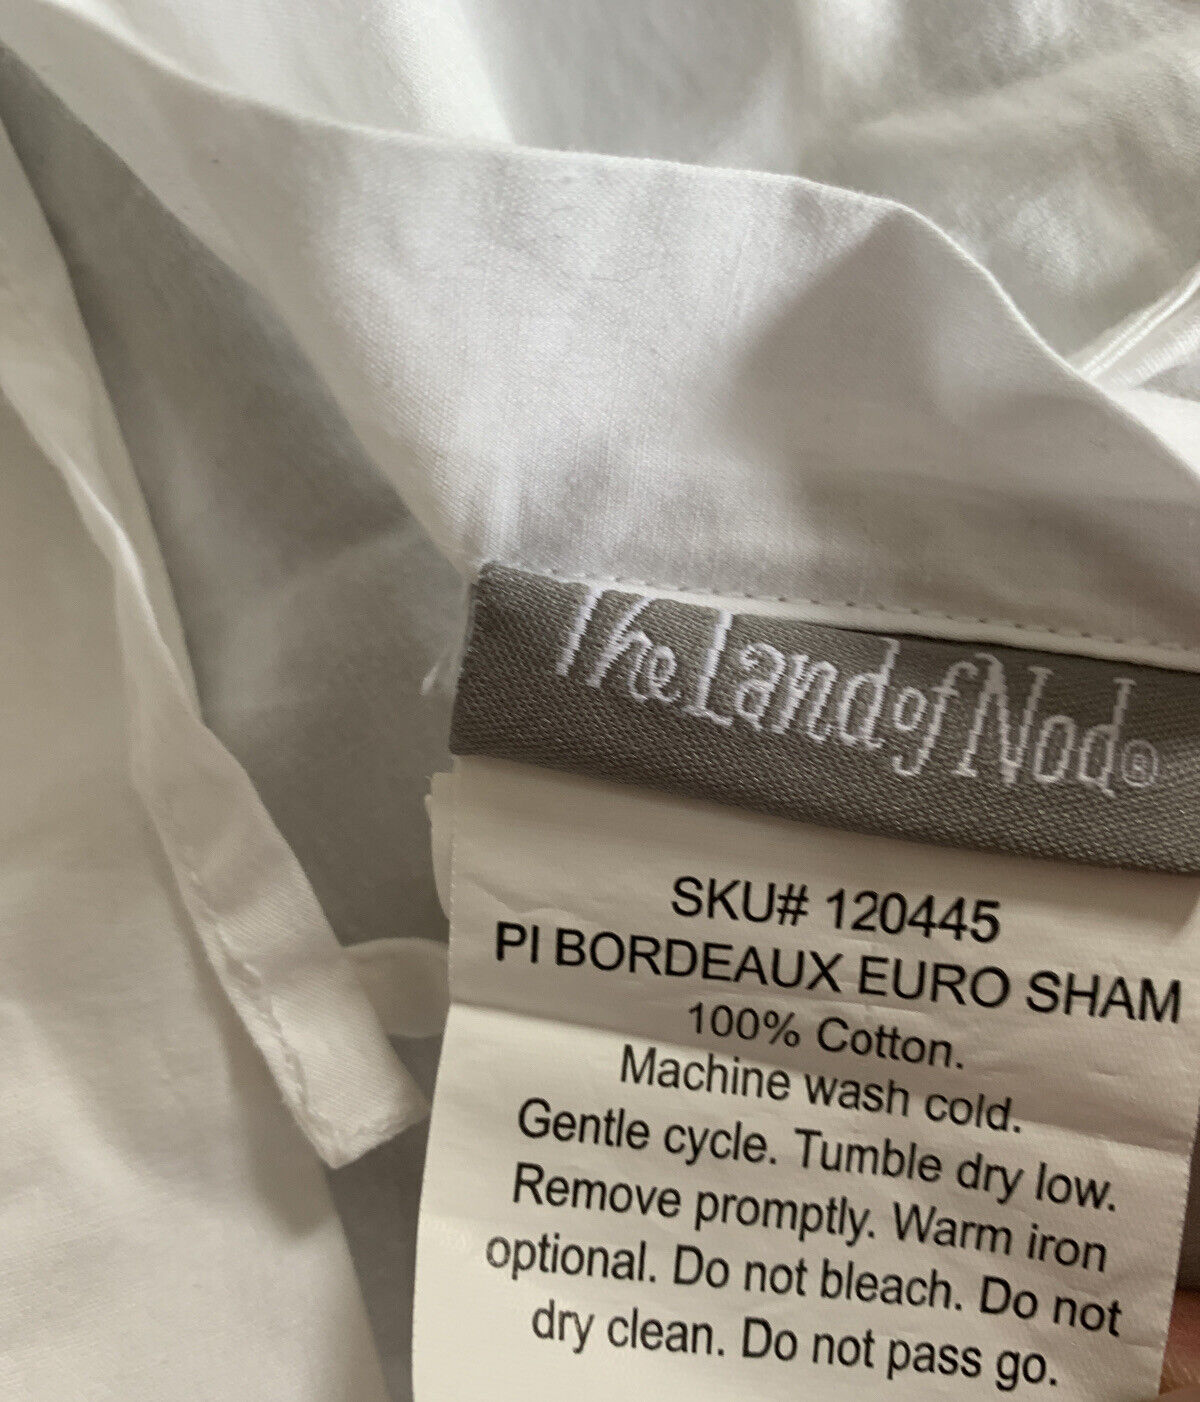 The Land of Nod®
SKU# 120445
PI BORDEAUX EURO SHAM
100% Cotton.
Machine wash cold.
Gentle cycle. Tumble dry low.
Remove promptly. Warm iron
optional. Do not bleach. Do not
dry clean. Do not pass go.